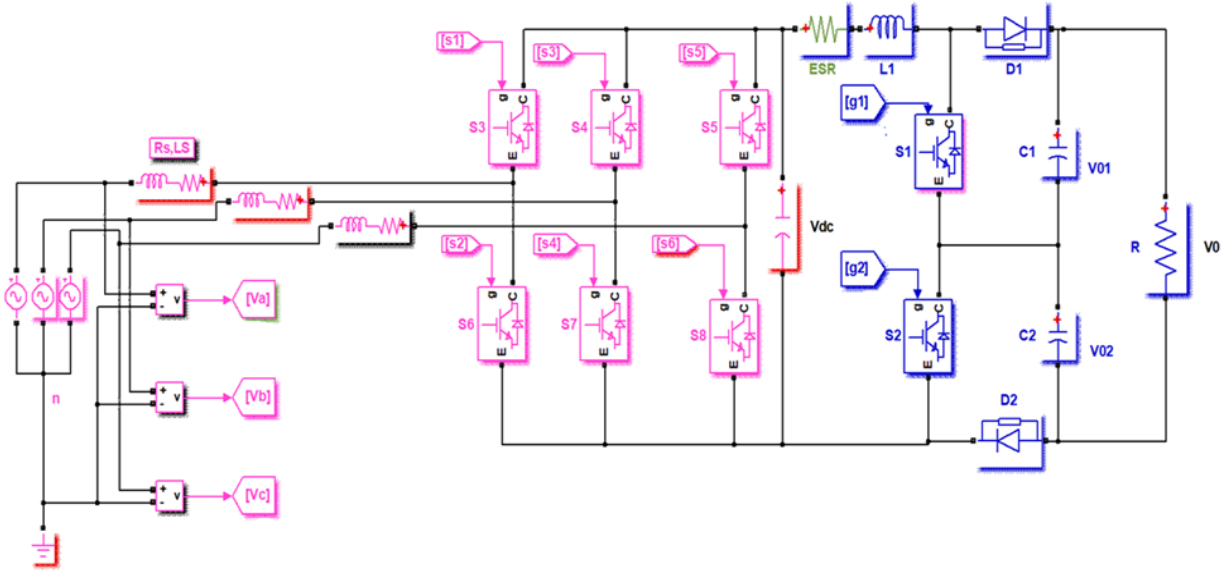 [s1]
[s3]
[s5]
ESR
L1
D1
g
C
S3
E
g
C
S4
E
g
C
S5
E
[g1]
g
C
S1
E
C1
V01
Rs,LS
[s2]
[s4]
[s6]
Vdc
[g2]
R
V0
g
C
S6
E
g
C
S7
E
g
C
S8
E
g
C
S2
E
C2
V02
+
-
v
[Va]
n
+
-
v
[Vb]
D2
+
-
v
[Vc]